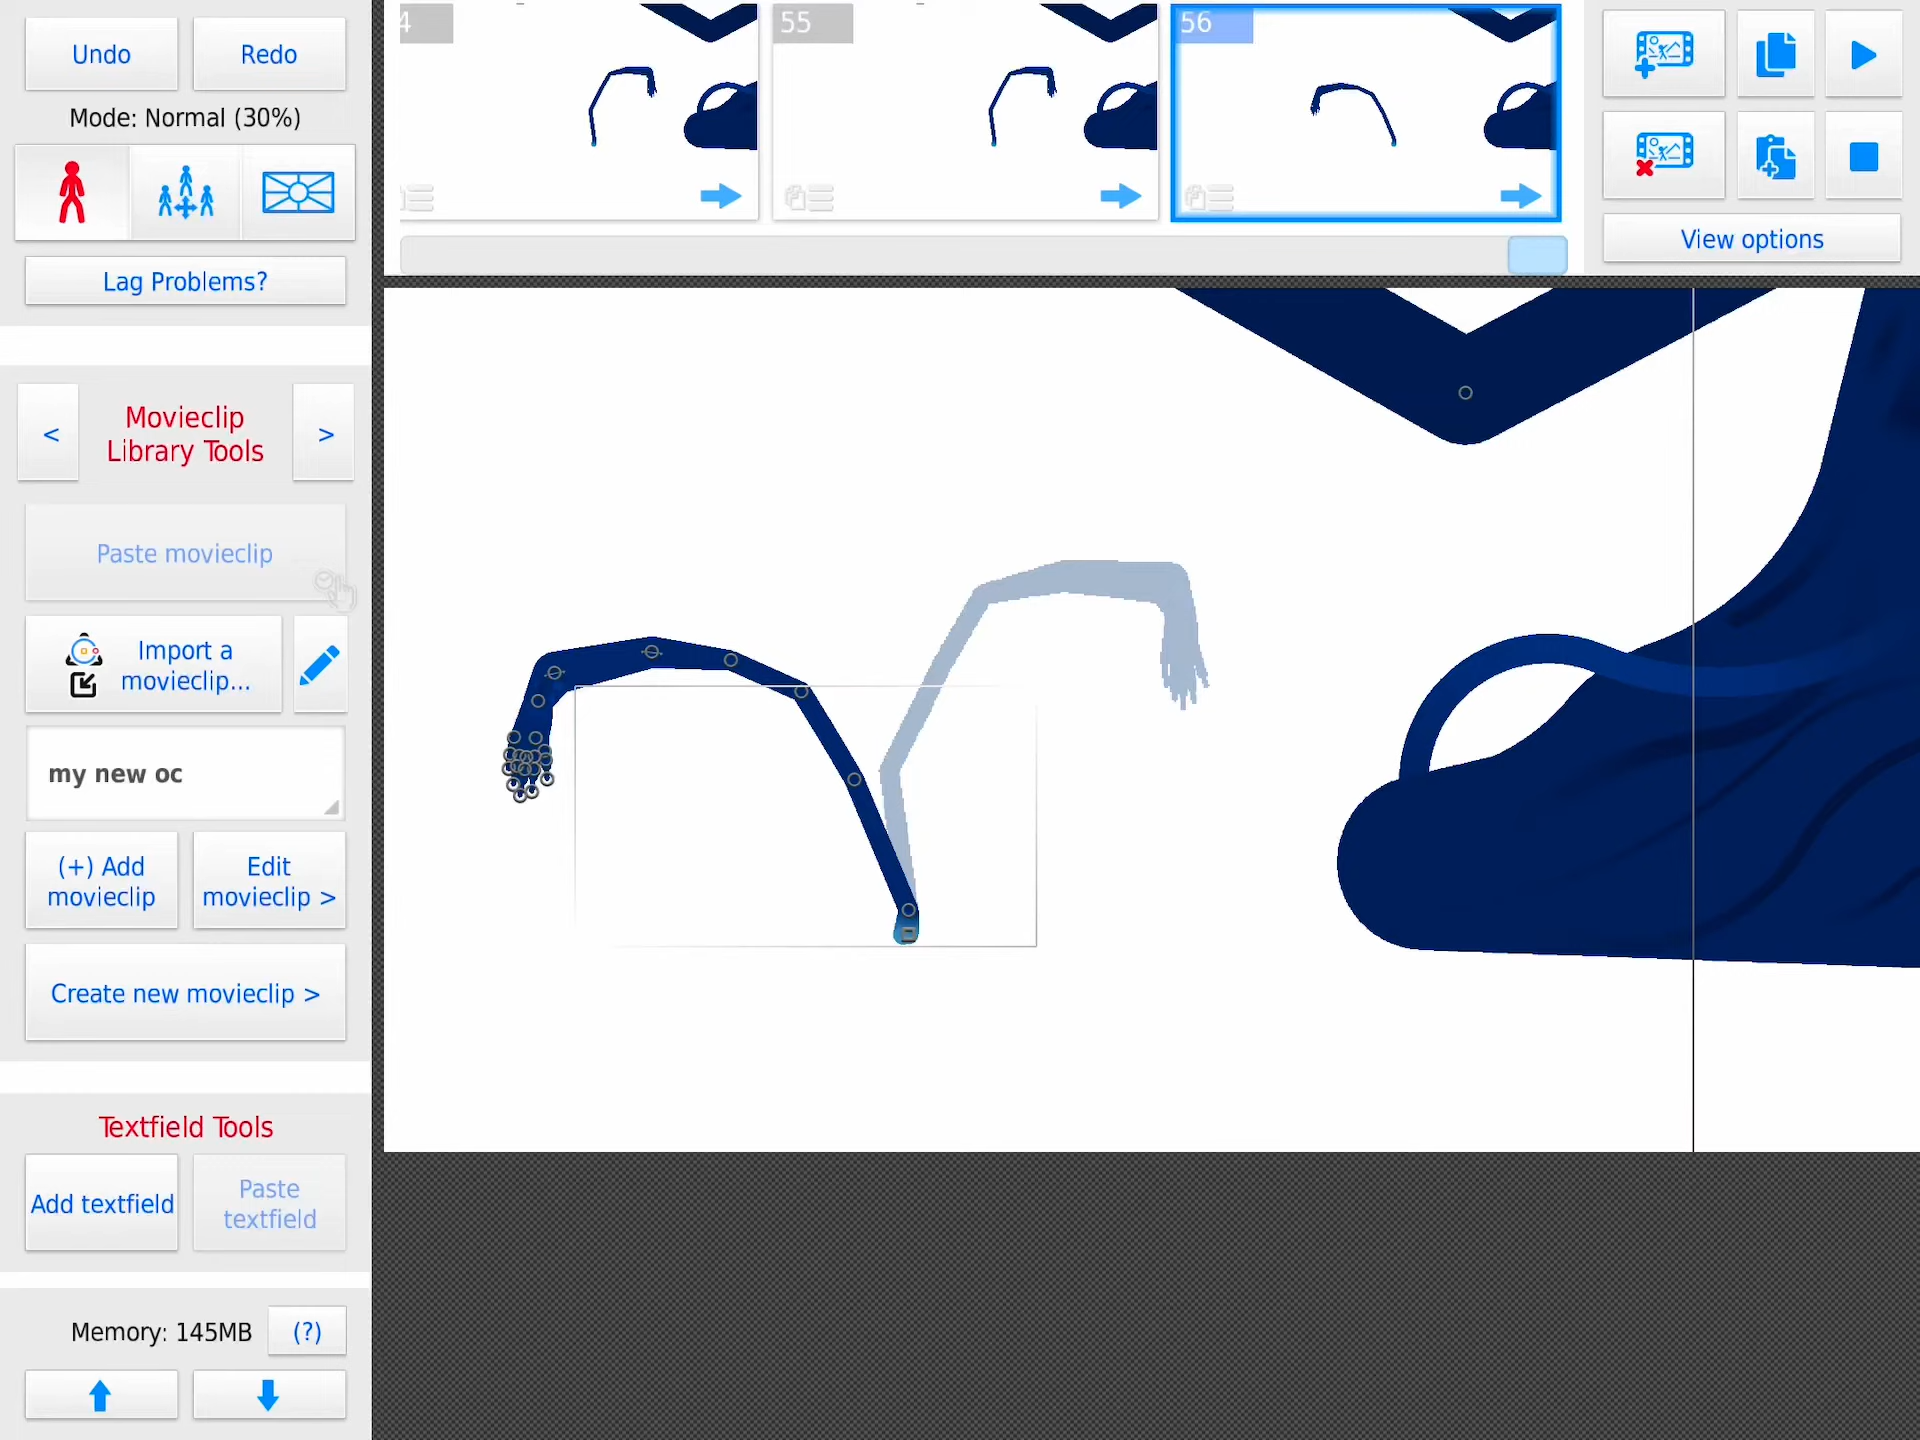 Undo
Redo
Mode: Normal (30%)
Lag Problems?
4
55
56
View options
<
Movieclip
Library Tools
>
Paste movieclip
Import a
movieclip...
my new oc
(+) Add
movieclip
Edit
movieclip >
Create new movieclip >
Textfield Tools
Add textfield
Paste
textfield
Memory: 145MB
(?)